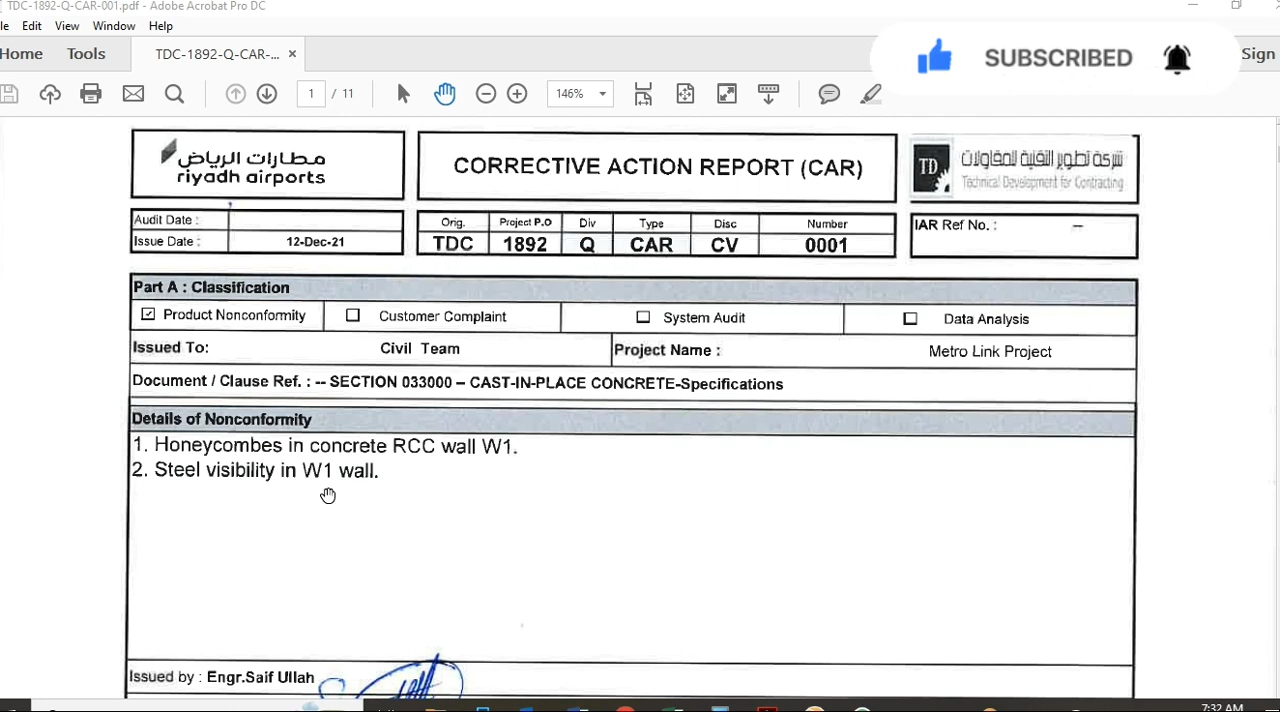 TDC-1892-Q-CAR-001.pdf - Adobe Acrobat Pro DC
le Edit View Window Help
Home Tools TDC-1892-Q-CAR-... × SUBSCRIBED Sign
1 / 11 146%
مطارات الرياض
riyadh airports
CORRECTIVE ACTION REPORT (CAR)
TD شركة تطوير التقنية للمقاولات
Technical Development for Contracting
Audit Date :
Issue Date : 12-Dec-21
Orig. Project P.O Div Type Disc Number
TDC 1892 Q CAR CV 0001
IAR Ref No. : –
Part A : Classification
Product Nonconformity Customer Complaint System Audit Data Analysis
Issued To: Civil Team Project Name : Metro Link Project
Document / Clause Ref. : -- SECTION 033000 – CAST-IN-PLACE CONCRETE-Specifications
Details of Nonconformity
1. Honeycombes in concrete RCC wall W1.
2. Steel visibility in W1 wall.
Issued by : Engr.Saif Ullah
7:32 AM